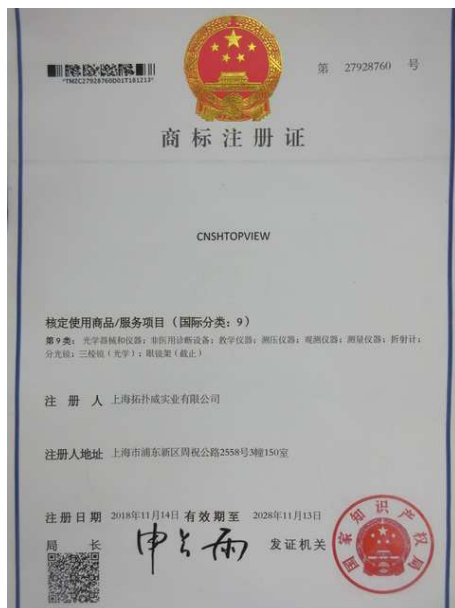 *TMZC27928760D01T181213*
第 27928760 号
商标注册证
CNSHTOPVIEW
核定使用商品/服务项目（国际分类：9）
第9类：光学器械和仪器；非医用诊断设备；教学仪器；测压仪器；观测仪器；测量仪器；折射计；
分光镜；三棱镜（光学）；眼镜架（截止）
注册人 上海拓扑威实业有限公司
注册人地址 上海市浦东新区周祝公路2558号3幢150室
注册日期 2018年11月14日 有效期至 2028年11月13日
局长 申长雨 发证机关
国家知识产权局